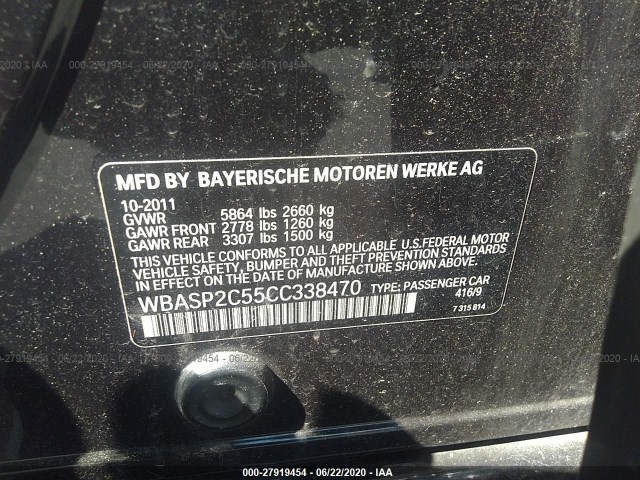 MFD BY BAYERISCHE MOTOREN WERKE AG
10-2011
GVWR 5864 lbs 2660 kg
GAWR FRONT 2778 lbs 1260 kg
GAWR REAR 3307 lbs 1500 kg
THIS VEHICLE CONFORMS TO ALL APPLICABLE U.S.FEDERAL MOTOR
VEHICLE SAFETY, BUMPER AND THEFT PREVENTION STANDARDS
IN EFFECT ON THE DATE OF MANUFACTURE SHOWN ABOVE.
WBASP2C55CC338470 TYPE: PASSENGER CAR
416/9
7 315 814
000-27919454 - 06/22/2020 - IAA